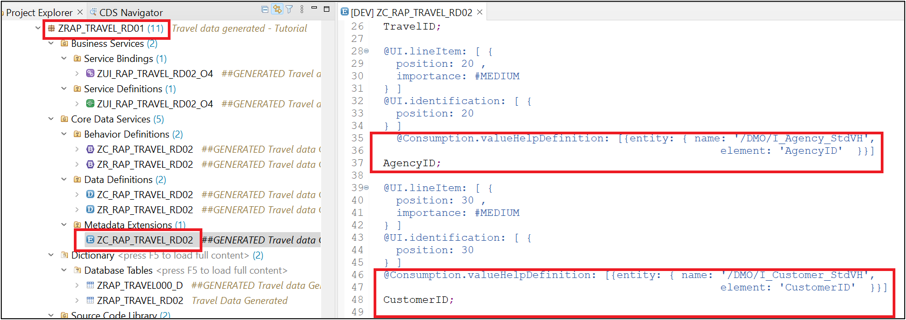 Project Explorer
CDS Navigator
ZRAP_TRAVEL_RD01 (11) Travel data generated - Tutorial
Business Services (2)
Service Bindings (1)
ZUI_RAP_TRAVEL_RD02_O4 ##GENERATED Travel d
Service Definitions (1)
ZUI_RAP_TRAVEL_RD02_O4 ##GENERATED Travel d
Core Data Services (5)
Behavior Definitions (2)
ZC_RAP_TRAVEL_RD02 ##GENERATED Travel data G
ZR_RAP_TRAVEL_RD02 ##GENERATED Travel data G
Data Definitions (2)
ZC_RAP_TRAVEL_RD02 ##GENERATED Travel data G
ZR_RAP_TRAVEL_RD02 ##GENERATED Travel data G
Metadata Extensions (1)
ZC_RAP_TRAVEL_RD02 ##GENERATED Travel data G
Dictionary <press F5 to load full content> (2)
Database Tables <press F5 to load full content>
ZRAP_TRAVEL000_D ##GENERATED Travel data Ge
ZRAP_TRAVEL_RD02 Travel Data Generated
Source Code Library (2)
[DEV] ZC_RAP_TRAVEL_RD02
26 TravelID;
27
28 @UI.lineItem: [ {
29 position: 20 ,
30 importance: #MEDIUM
31 } ]
32 @UI.identification: [ {
33 position: 20
34 } ]
35 @Consumption.valueHelpDefinition: [{entity: { name: '/DMO/I_Agency_StdVH',
36 element: 'AgencyID' }}]
37 AgencyID;
38
39 @UI.lineItem: [ {
40 position: 30 ,
41 importance: #MEDIUM
42 } ]
43 @UI.identification: [ {
44 position: 30
45 } ]
46 @Consumption.valueHelpDefinition: [{entity: { name: '/DMO/I_Customer_StdVH',
47 element: 'CustomerID' }}]
48 CustomerID;
49